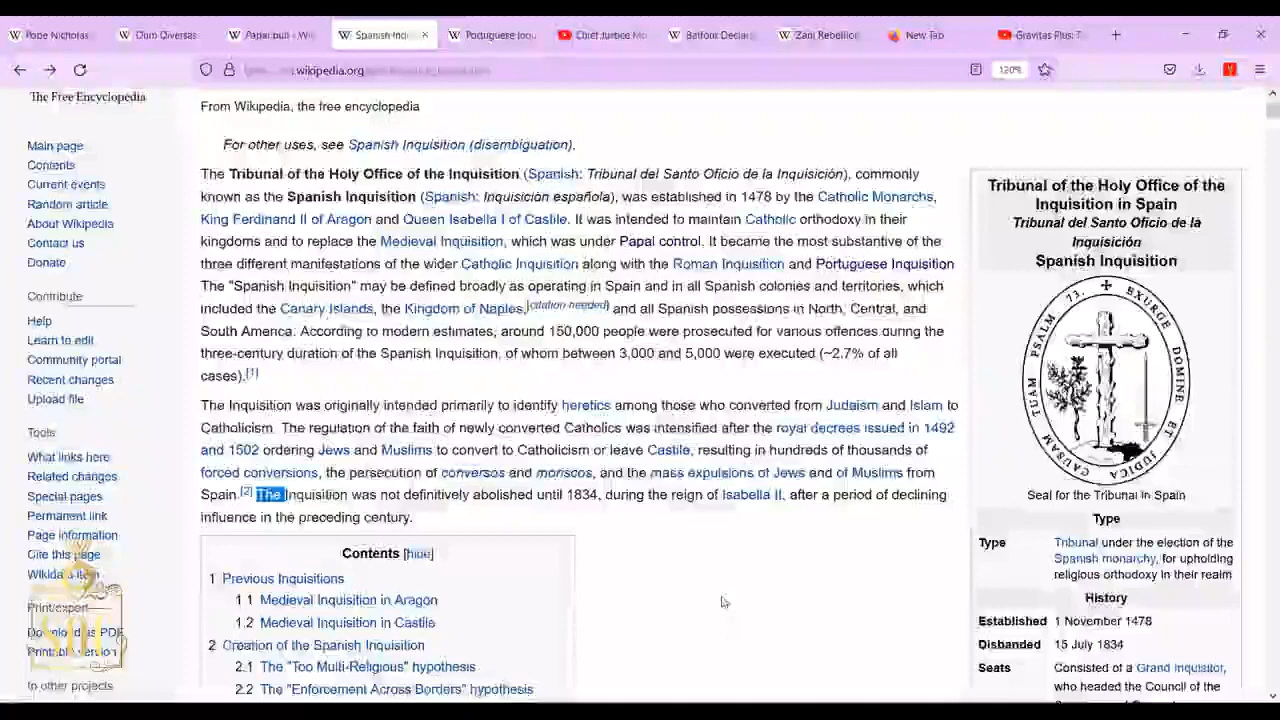 Pope Nicholas
Dum Diversas
Papal bull - Wi
Spanish Inqu
Portuguese Inqu
Chief Justice Mo
Balfour Declara
Zanj Rebellio
New Tab
Gravitas Plus: T
.wikipedia.org
120%
The Free Encyclopedia
Main page
Contents
Current events
Random article
About Wikipedia
Contact us
Donate
Contribute
Help
Learn to edit
Community portal
Recent changes
Upload file
Tools
What links here
Related changes
Special pages
Permanent link
Page information
Cite this page
Wikidata item
Print/export
Download as PDF
Printable version
In other projects
From Wikipedia, the free encyclopedia
For other uses, see Spanish Inquisition (disambiguation).
The Tribunal of the Holy Office of the Inquisition (Spanish: Tribunal del Santo Oficio de la Inquisición), commonly
known as the Spanish Inquisition (Spanish: Inquisición española), was established in 1478 by the Catholic Monarchs,
King Ferdinand II of Aragon and Queen Isabella I of Castile. It was intended to maintain Catholic orthodoxy in their
kingdoms and to replace the Medieval Inquisition, which was under Papal control. It became the most substantive of the
three different manifestations of the wider Catholic Inquisition along with the Roman Inquisition and Portuguese Inquisition
The "Spanish Inquisition" may be defined broadly as operating in Spain and in all Spanish colonies and territories, which
included the Canary Islands, the Kingdom of Naples,[citation needed] and all Spanish possessions in North, Central, and
South America. According to modern estimates, around 150,000 people were prosecuted for various offences during the
three-century duration of the Spanish Inquisition, of whom between 3,000 and 5,000 were executed (~2.7% of all
cases).[1]
The Inquisition was originally intended primarily to identify heretics among those who converted from Judaism and Islam to
Catholicism. The regulation of the faith of newly converted Catholics was intensified after the royal decrees issued in 1492
and 1502 ordering Jews and Muslims to convert to Catholicism or leave Castile, resulting in hundreds of thousands of
forced conversions, the persecution of conversos and moriscos, and the mass expulsions of Jews and of Muslims from
Spain.[2] The Inquisition was not definitively abolished until 1834, during the reign of Isabella II, after a period of declining
influence in the preceding century.
Contents [hide]
1 Previous Inquisitions
1.1 Medieval Inquisition in Aragon
1.2 Medieval Inquisition in Castile
2 Creation of the Spanish Inquisition
2.1 The "Too Multi-Religious" hypothesis
2.2 The "Enforcement Across Borders" hypothesis
Tribunal of the Holy Office of the
Inquisition in Spain
Tribunal del Santo Oficio de la
Inquisición
Spanish Inquisition
EXURGE DOMINE ET JUDICA CAUSAM TUAM PSALM 73.
Seal for the Tribunal in Spain
Type
Type Tribunal under the election of the
Spanish monarchy, for upholding
religious orthodoxy in their realm
History
Established 1 November 1478
Disbanded 15 July 1834
Seats Consisted of a Grand Inquisitor,
who headed the Council of the